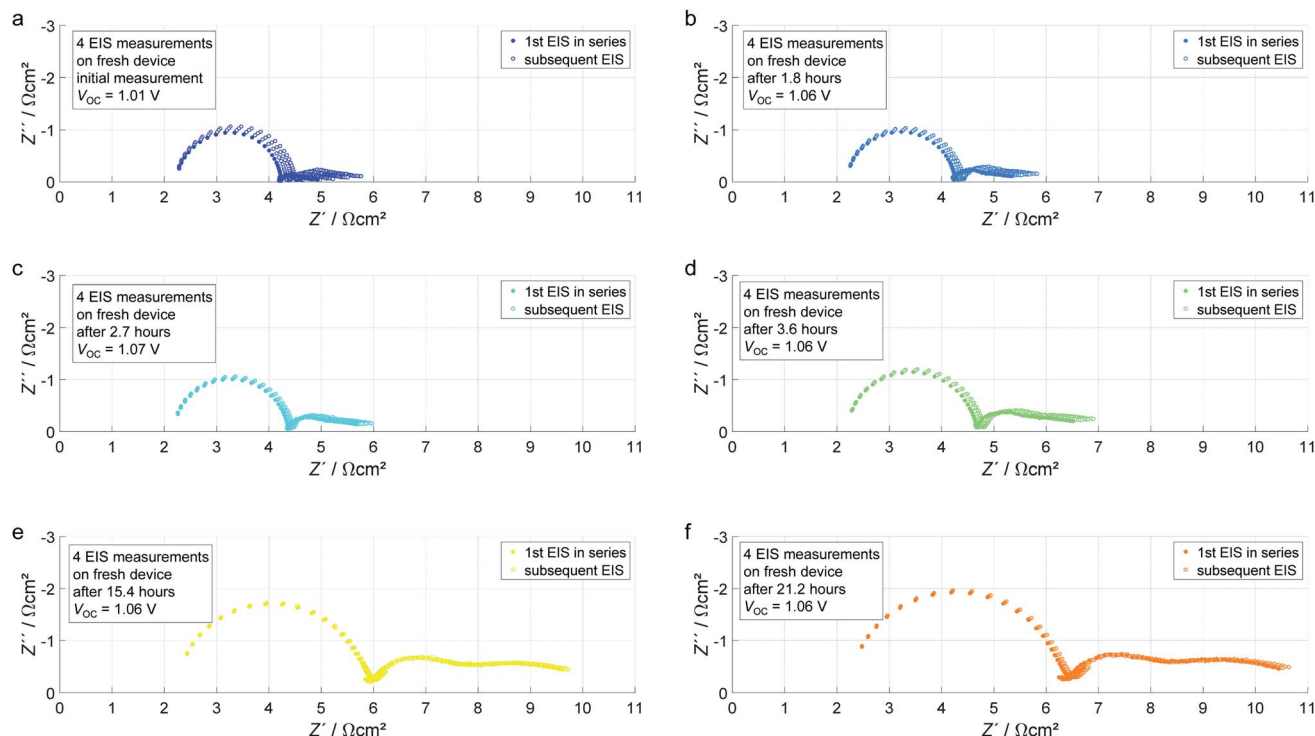 a
4 EIS measurements
on fresh device
initial measurement
VOC = 1.01 V
1st EIS in series
subsequent EIS
-3
-2
-1
0
Z´´ / Ωcm²
0 1 2 3 4 5 6 7 8 9 10 11
Z´ / Ωcm²
b
4 EIS measurements
on fresh device
after 1.8 hours
VOC = 1.06 V
1st EIS in series
subsequent EIS
-3
-2
-1
0
Z´´ / Ωcm²
0 1 2 3 4 5 6 7 8 9 10 11
Z´ / Ωcm²
c
4 EIS measurements
on fresh device
after 2.7 hours
VOC = 1.07 V
1st EIS in series
subsequent EIS
-3
-2
-1
0
Z´´ / Ωcm²
0 1 2 3 4 5 6 7 8 9 10 11
Z´ / Ωcm²
d
4 EIS measurements
on fresh device
after 3.6 hours
VOC = 1.06 V
1st EIS in series
subsequent EIS
-3
-2
-1
0
Z´´ / Ωcm²
0 1 2 3 4 5 6 7 8 9 10 11
Z´ / Ωcm²
e
4 EIS measurements
on fresh device
after 15.4 hours
VOC = 1.06 V
1st EIS in series
subsequent EIS
-3
-2
-1
0
Z´´ / Ωcm²
0 1 2 3 4 5 6 7 8 9 10 11
Z´ / Ωcm²
f
4 EIS measurements
on fresh device
after 21.2 hours
VOC = 1.06 V
1st EIS in series
subsequent EIS
-3
-2
-1
0
Z´´ / Ωcm²
0 1 2 3 4 5 6 7 8 9 10 11
Z´ / Ωcm²